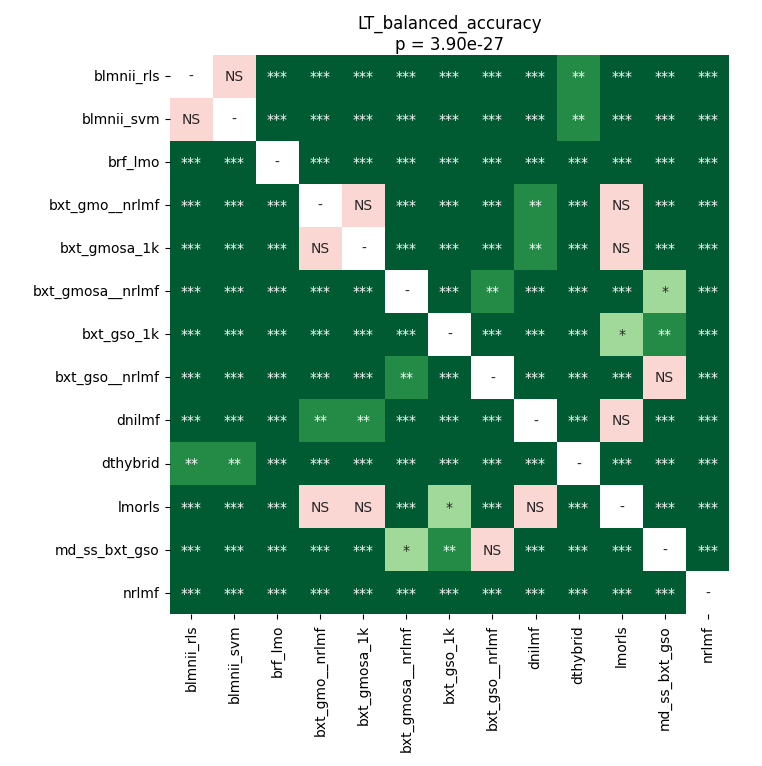 LT_balanced_accuracy
p = 3.90e-27
blmnii_rls - NS *** *** *** *** *** *** *** ** *** *** ***
blmnii_svm NS - *** *** *** *** *** *** *** ** *** *** ***
brf_lmo *** *** - *** *** *** *** *** *** *** *** *** ***
bxt_gmo__nrlmf *** *** *** - NS *** *** *** ** *** NS *** ***
bxt_gmosa_1k *** *** *** NS - *** *** *** ** *** NS *** ***
bxt_gmosa__nrlmf *** *** *** *** *** - *** ** *** *** *** * ***
bxt_gso_1k *** *** *** *** *** *** - *** *** *** * ** ***
bxt_gso__nrlmf *** *** *** *** *** ** *** - *** *** *** NS ***
dnilmf *** *** *** ** ** *** *** *** - *** NS *** ***
dthybrid ** ** *** *** *** *** *** *** *** - *** *** ***
lmorls *** *** *** NS NS *** * *** NS *** - *** ***
md_ss_bxt_gso *** *** *** *** *** * ** NS *** *** *** - ***
nrlmf *** *** *** *** *** *** *** *** *** *** *** *** -
blmnii_rls
blmnii_svm
brf_lmo
bxt_gmo__nrlmf
bxt_gmosa_1k
bxt_gmosa__nrlmf
bxt_gso_1k
bxt_gso__nrlmf
dnilmf
dthybrid
lmorls
md_ss_bxt_gso
nrlmf